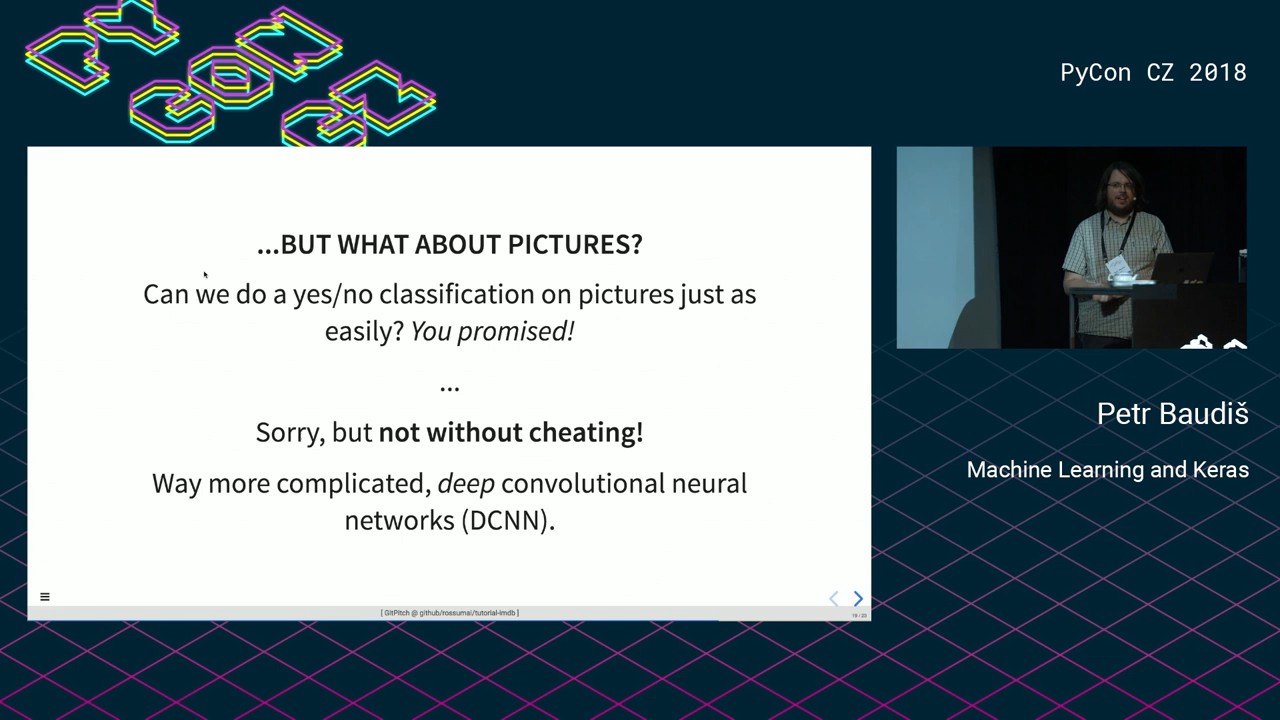 PyCon CZ 2018
...BUT WHAT ABOUT PICTURES?
Can we do a yes/no classification on pictures just as
easily? You promised!
...
Sorry, but not without cheating!
Way more complicated, deep convolutional neural
networks (DCNN).
[ GitPitch @ github/rossumai/tutorial-imdb ]
Petr Baudiš
Machine Learning and Keras